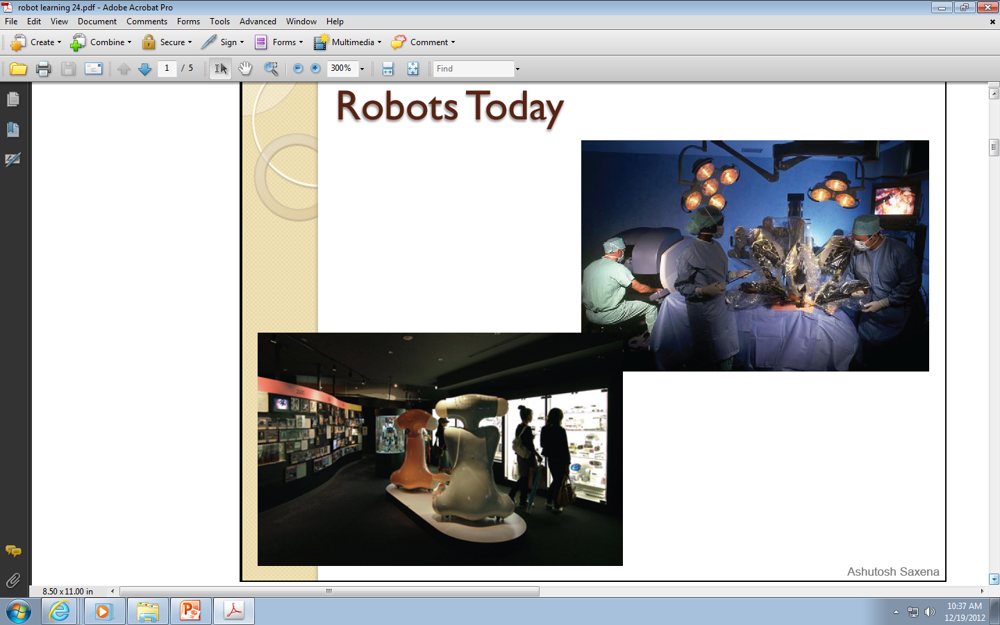 robot learning 24.pdf - Adobe Acrobat Pro
File Edit View Document Comments Forms Tools Advanced Window Help
Create Combine Secure Sign Forms Multimedia Comment
1 / 5 300% Find
Robots Today
Ashutosh Saxena
8.50 x 11.00 in
10:37 AM
12/19/2012